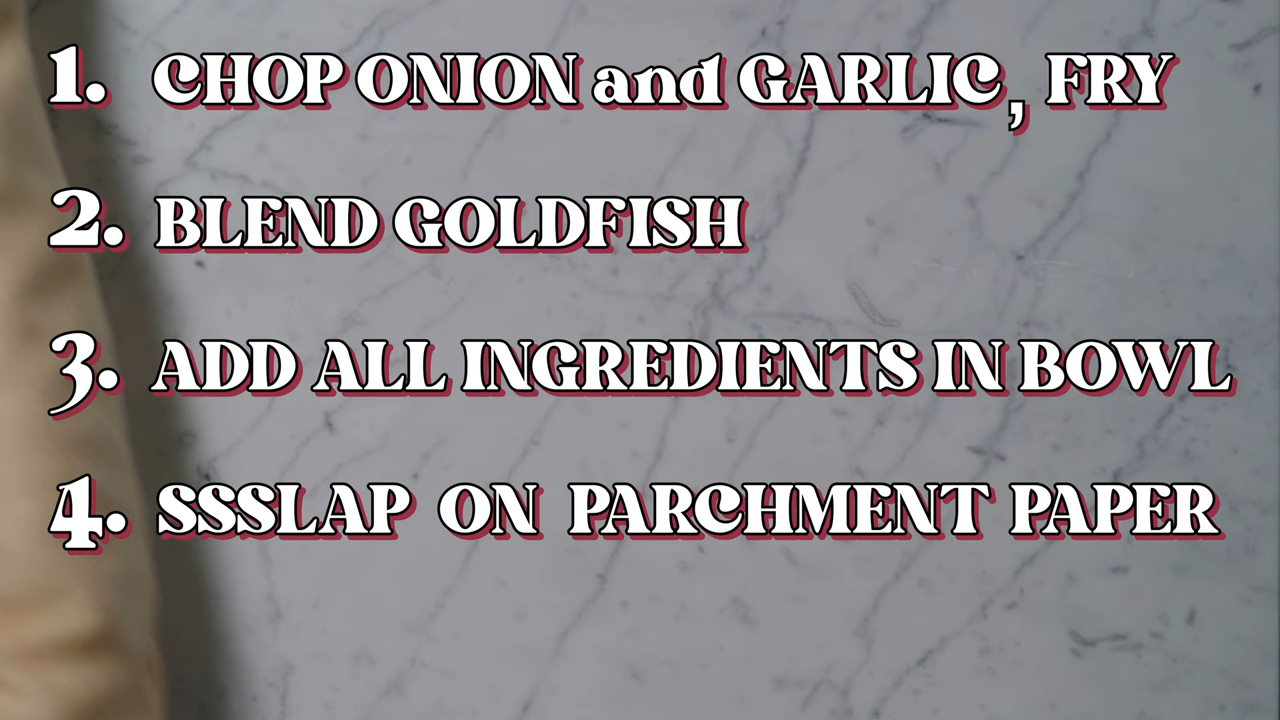 1. CHOP ONION and GARLIC, FRY
2. BLEND GOLDFISH
3. ADD ALL INGREDIENTS IN BOWL
4. SSSLAP ON PARCHMENT PAPER